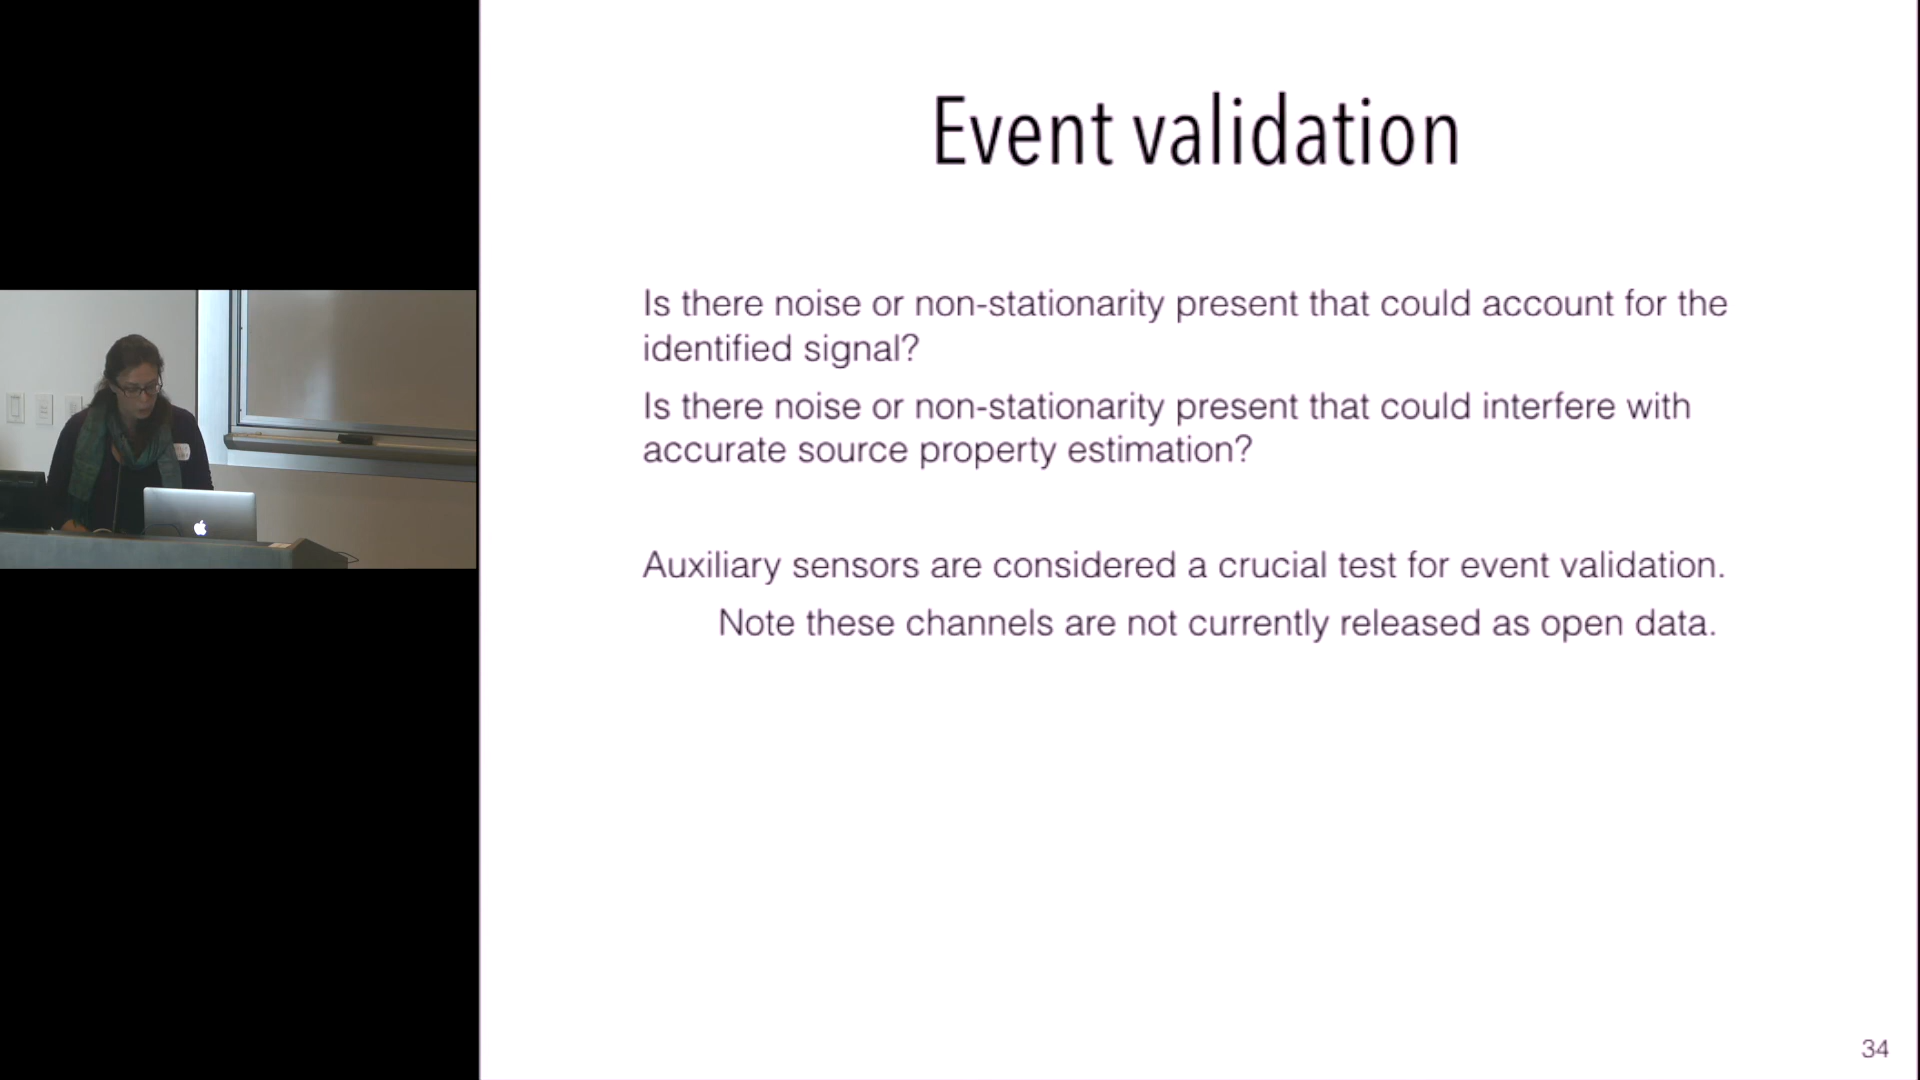 Event validation
Is there noise or non-stationarity present that could account for the
identified signal?
Is there noise or non-stationarity present that could interfere with
accurate source property estimation?
Auxiliary sensors are considered a crucial test for event validation.
Note these channels are not currently released as open data.
34